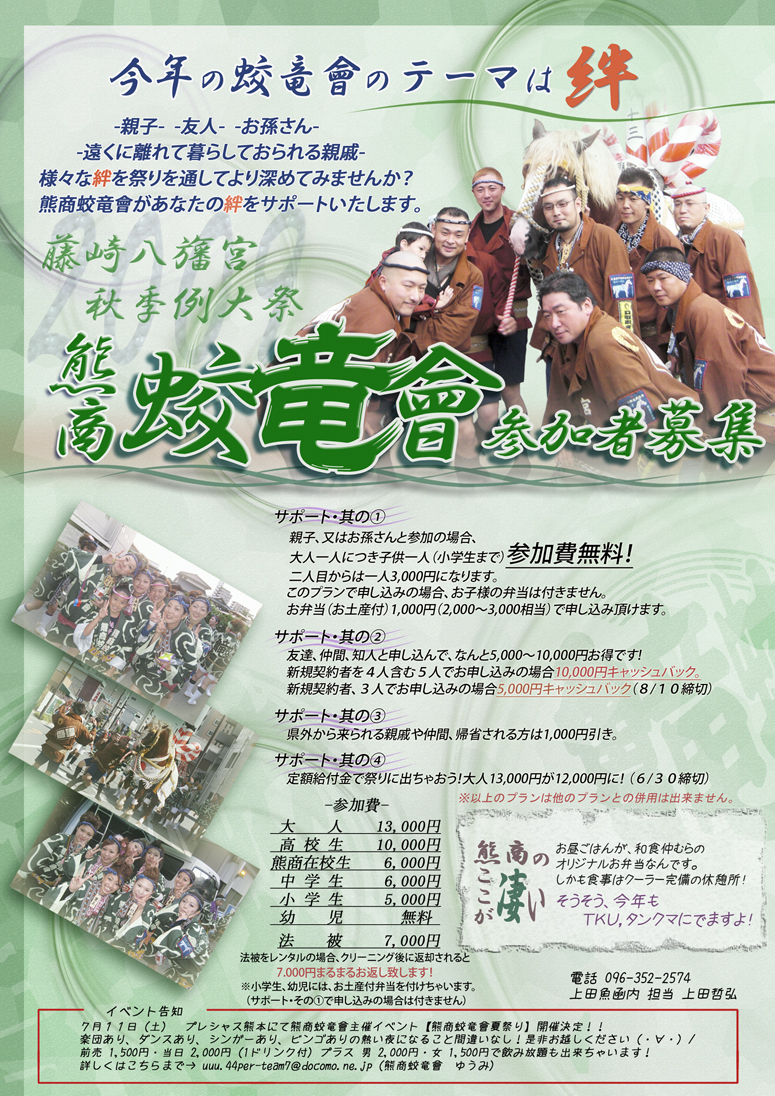 今年の蛟竜會のテーマは 絆
-親子- -友人- -お孫さん-
-遠くに離れて暮らしておられる親戚-
様々な絆を祭りを通してより深めてみませんか？
熊商蛟竜會があなたの絆をサポートいたします。
2009
藤崎八旛宮
秋季例大祭
熊商 蛟竜會 参加者募集
サポート・其の①
親子、又はお孫さんと参加の場合、
大人一人につき子供一人（小学生まで）参加費無料！
二人目からは一人3,000円になります。
このプランで申し込みの場合、お子様の弁当は付きません。
お弁当（お土産付）1,000円（2,000～3,000相当）で申し込み頂けます。
サポート・其の②
友達、仲間、知人と申し込んで、なんと5,000～10,000円お得です！
新規契約者を４人含む５人でお申し込みの場合10,000円キャッシュバック。
新規契約者、３人でお申し込みの場合5,000円キャッシュバック（８/１０締切）
サポート・其の③
県外から来られる親戚や仲間、帰省される方は1,000円引き。
サポート・其の④
定額給付金で祭りに出ちゃおう！大人13,000円が12,000円に！（６/３０締切）
※以上のプランは他のプランとの併用は出来ません。
-参加費-
大人 13,000円
高校生 10,000円
熊商在校生 6,000円
中学生 6,000円
小学生 5,000円
幼児 無料
法被 7,000円
法被をレンタルの場合、クリーニング後に返却されると
7.000円まるまるお返し致します！
※小学生、幼児には、お土産付弁当を付けちゃいます。
（サポート・その①で申し込みの場合は付きません）
熊商の
ここが
凄い
お昼ごはんが、和食仲むらの
オリジナルお弁当なんです。
しかも食事はクーラー完備の休憩所！
そうそう、今年も
TKU,タンクマにでますよ！
電話 096-352-2574
上田魚函内 担当 上田哲弘
イベント告知
７月１１日（土） プレシャス熊本にて熊商蛟竜會主催イベント【熊商蛟竜會夏祭り】開催決定！！
楽団あり、ダンスあり、シンガーあり、ビンゴありの熱い夜になること間違いなし！是非お越しください（・∀・）/
前売 1,500円・当日 2,000円（1ドリンク付）プラス 男 2,000円・女 1,500円で飲み放題も出来ちゃいます！
詳しくはこちらまで→ uuu.44per-team7@docomo.ne.jp（熊商蛟竜會 ゆうみ）